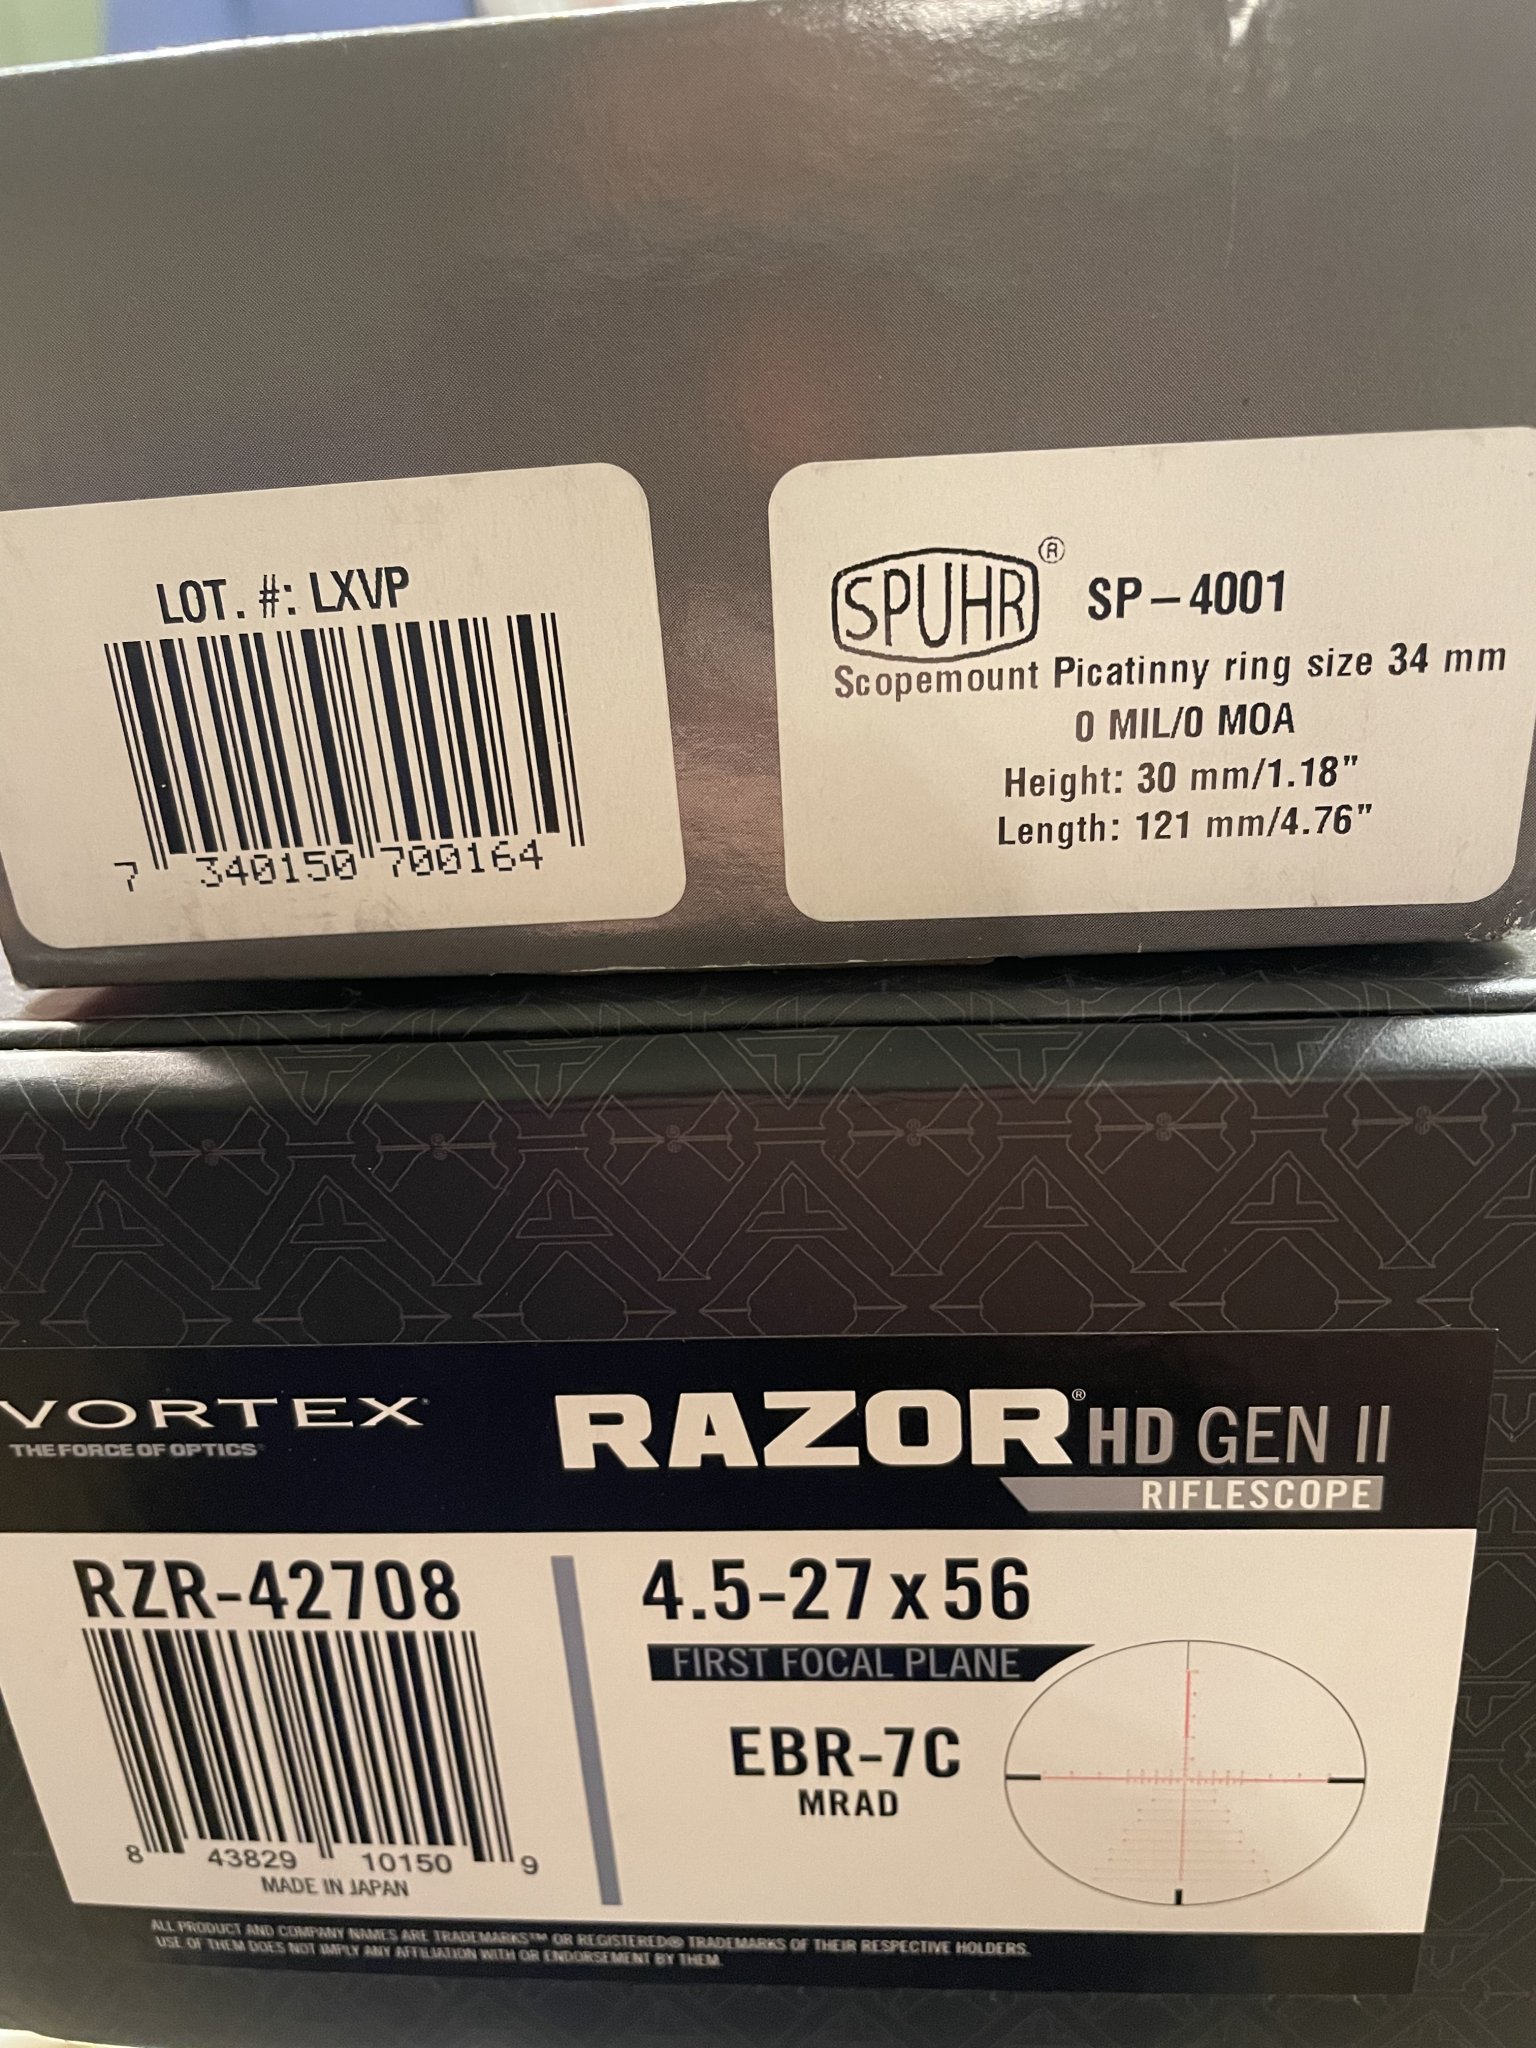 LOT. #: LXVP
7 340150 700164
SPUHR® SP-4001
Scopemount Picatinny ring size 34 mm
0 MIL/0 MOA
Height: 30 mm/1.18"
Length: 121 mm/4.76"
VORTEX
THE FORCE OF OPTICS
RAZOR® HD GEN II
RIFLESCOPE
RZR-42708
8 43829 10150 9
MADE IN JAPAN
4.5-27 x 56
FIRST FOCAL PLANE
EBR-7C
MRAD
ALL PRODUCT AND COMPANY NAMES ARE TRADEMARKS™ OR REGISTERED® TRADEMARKS OF THEIR RESPECTIVE HOLDERS.
USE OF THEM DOES NOT IMPLY ANY AFFILIATION WITH OR ENDORSEMENT BY THEM.